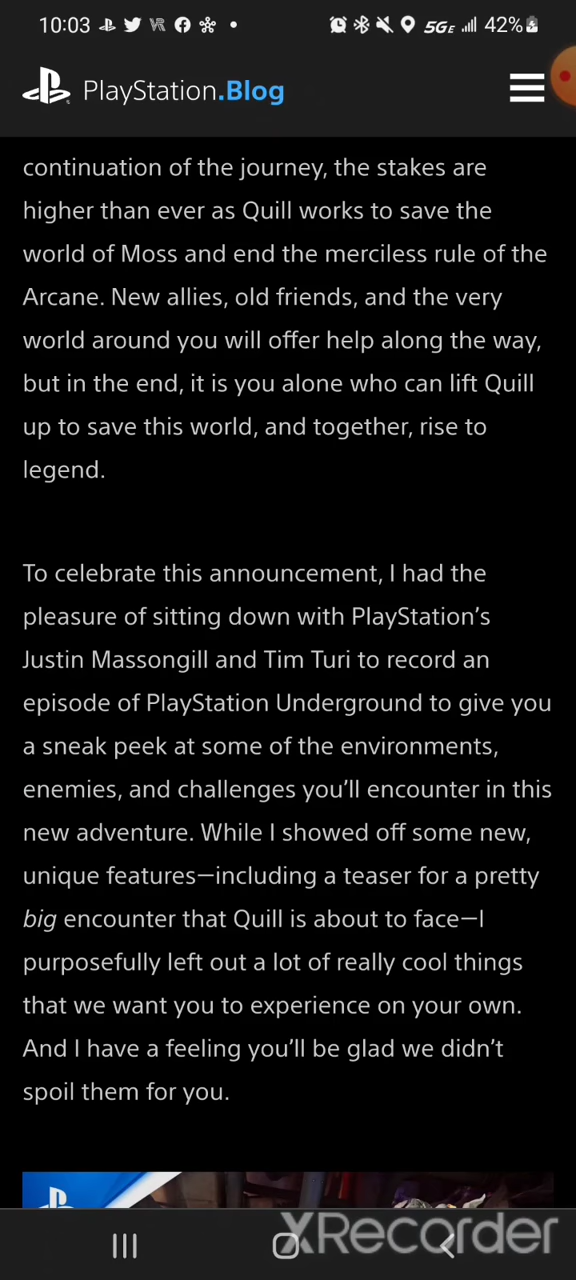 10:03 VR 5GE 42%
PlayStation.Blog
continuation of the journey, the stakes are
higher than ever as Quill works to save the
world of Moss and end the merciless rule of the
Arcane. New allies, old friends, and the very
world around you will offer help along the way,
but in the end, it is you alone who can lift Quill
up to save this world, and together, rise to
legend.
To celebrate this announcement, I had the
pleasure of sitting down with PlayStation’s
Justin Massongill and Tim Turi to record an
episode of PlayStation Underground to give you
a sneak peek at some of the environments,
enemies, and challenges you’ll encounter in this
new adventure. While I showed off some new,
unique features—including a teaser for a pretty
big encounter that Quill is about to face—I
purposefully left out a lot of really cool things
that we want you to experience on your own.
And I have a feeling you’ll be glad we didn’t
spoil them for you.
XRecorder